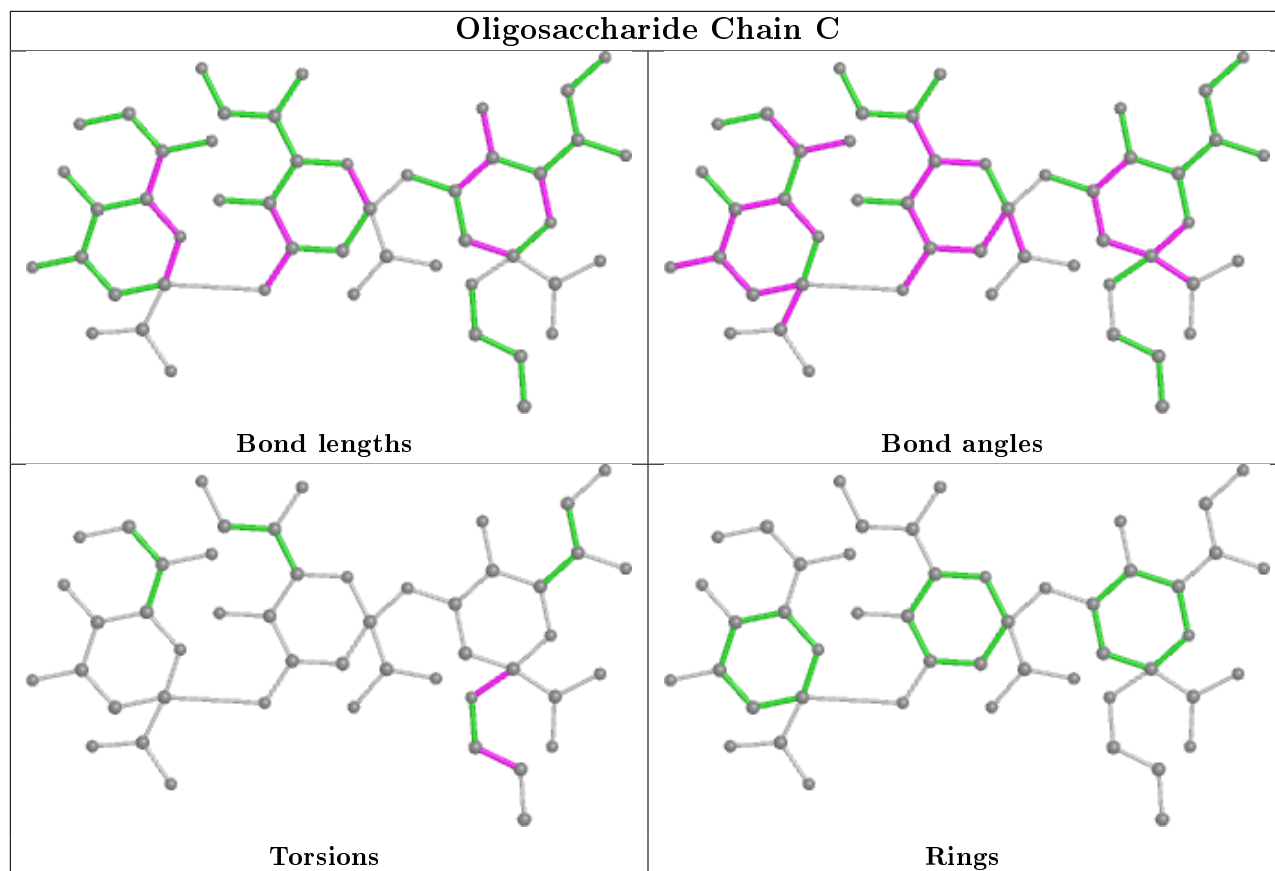 Oligosaccharide Chain C
Bond lengths
Bond angles
Torsions
Rings